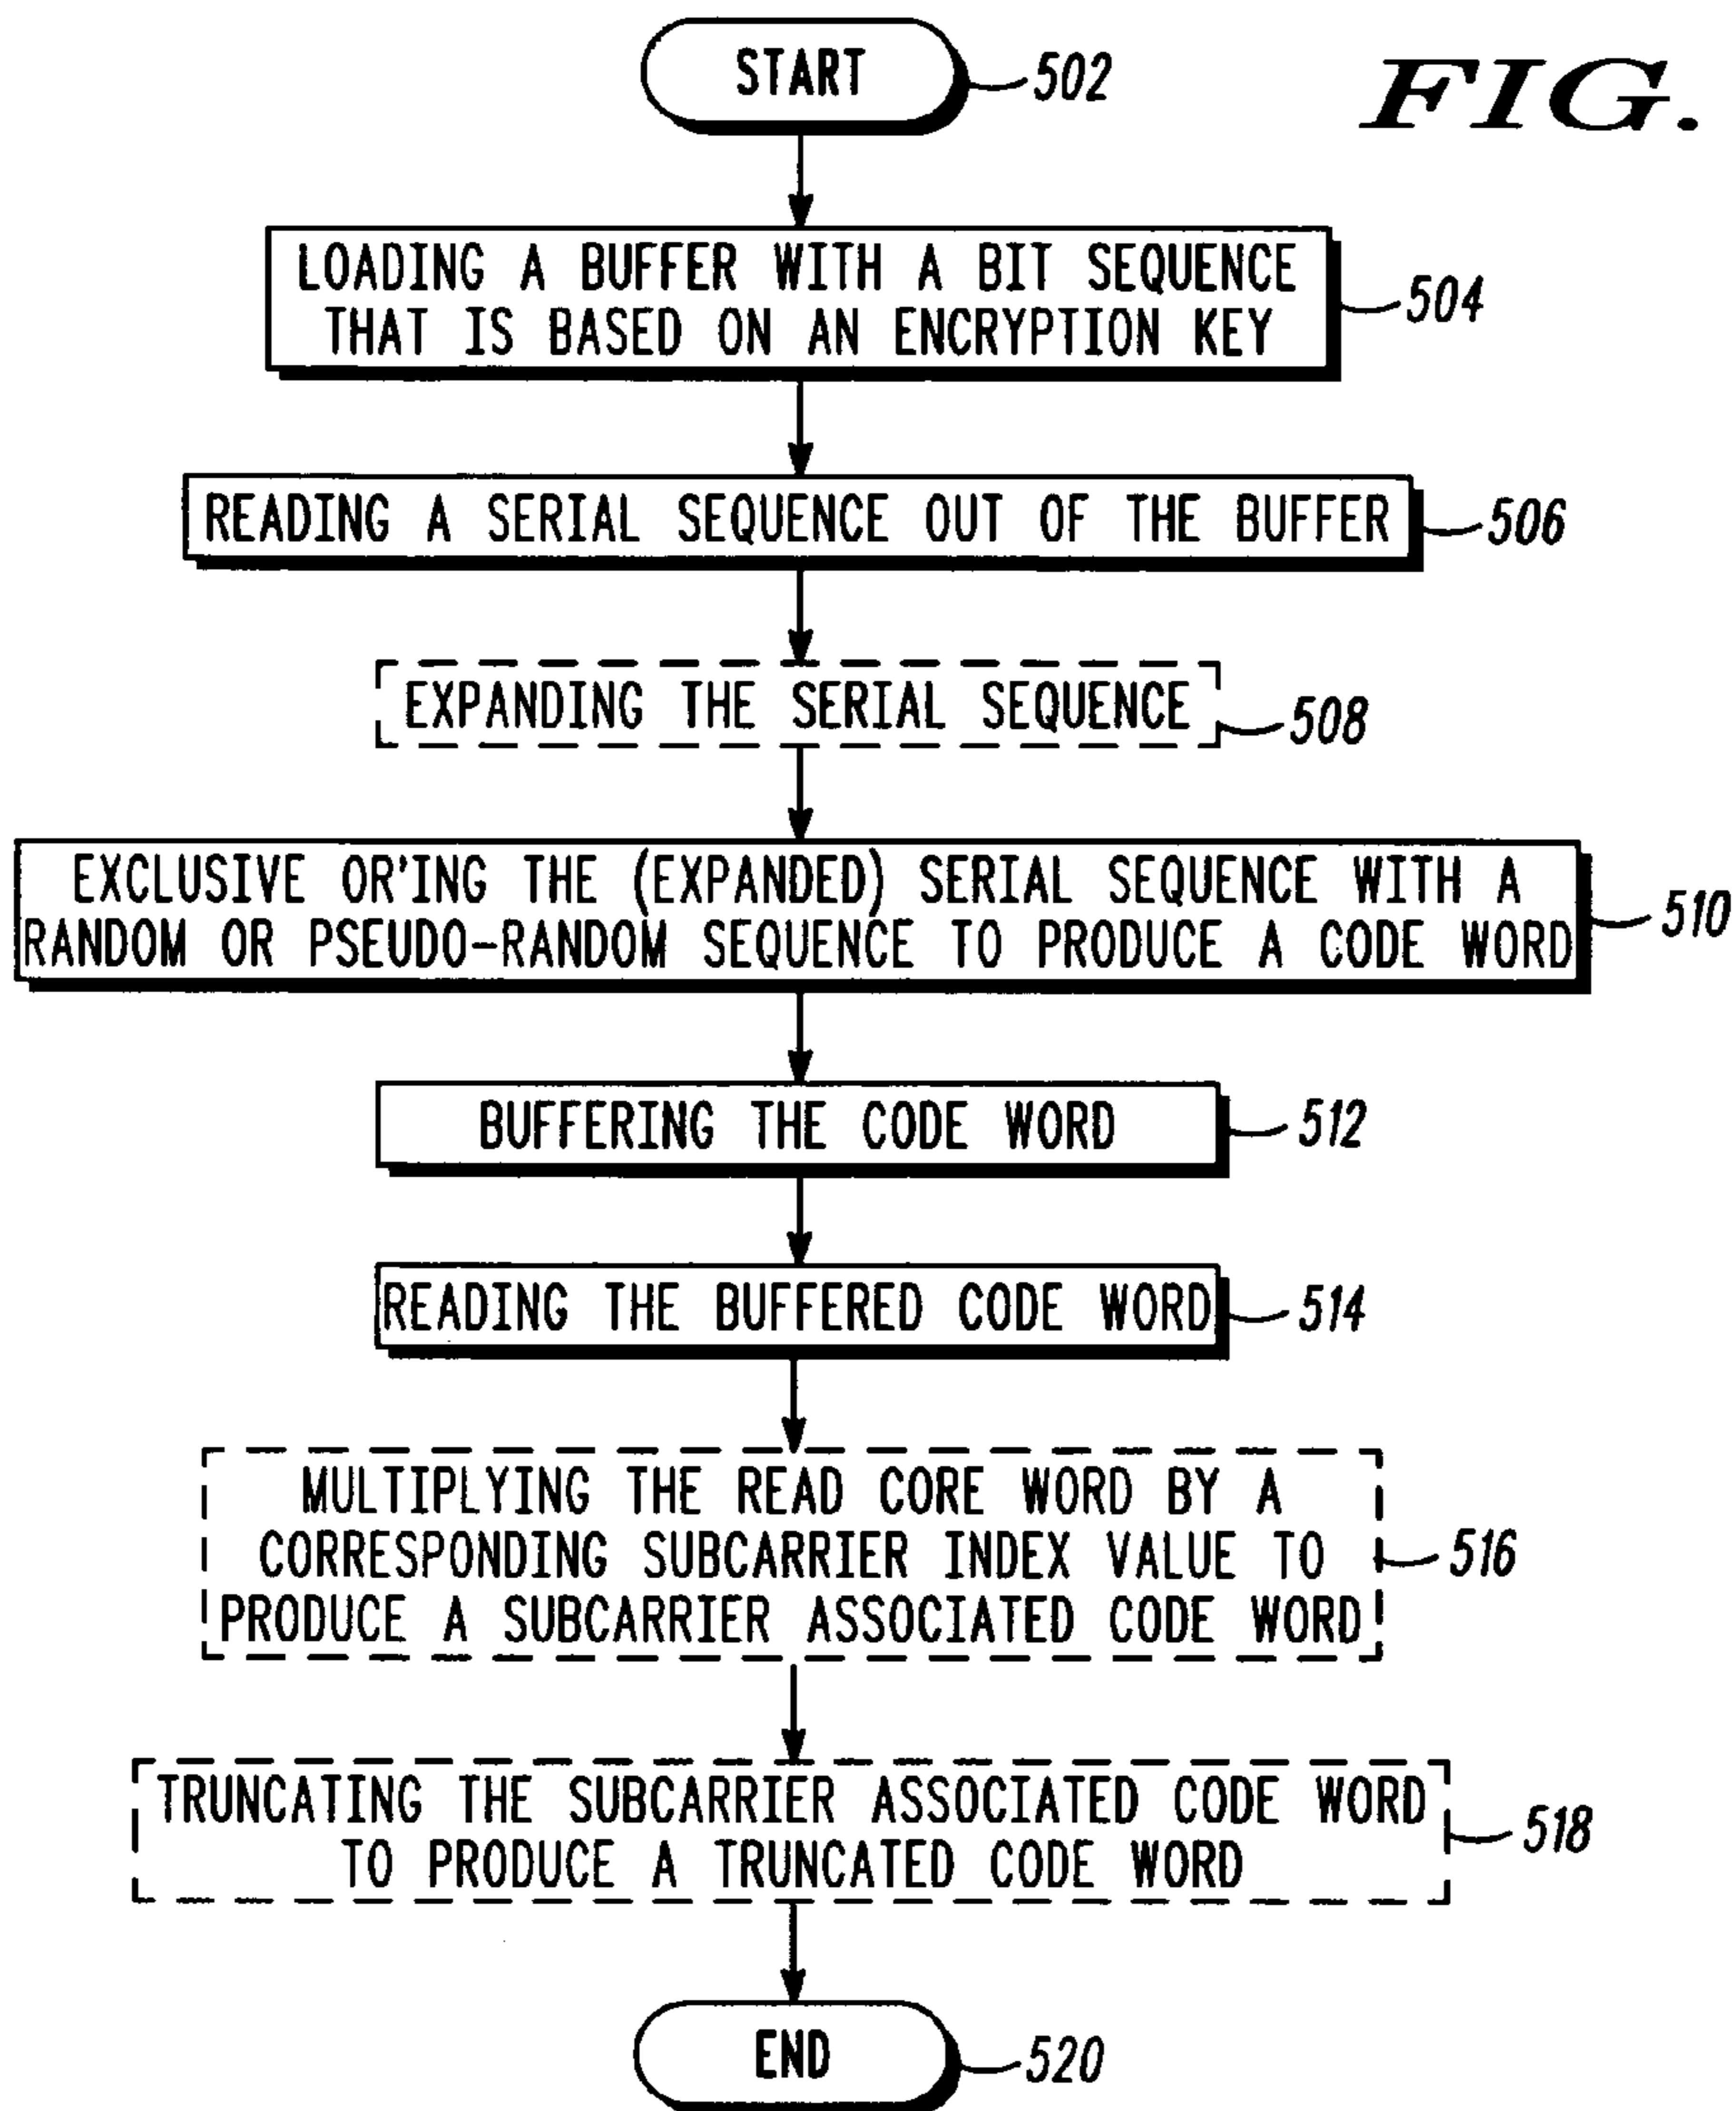 START
502
FIG.
LOADING A BUFFER WITH A BIT SEQUENCE
THAT IS BASED ON AN ENCRYPTION KEY
504
READING A SERIAL SEQUENCE OUT OF THE BUFFER
506
EXPANDING THE SERIAL SEQUENCE
508
EXCLUSIVE OR'ING THE (EXPANDED) SERIAL SEQUENCE WITH A
RANDOM OR PSEUDO-RANDOM SEQUENCE TO PRODUCE A CODE WORD
510
BUFFERING THE CODE WORD
512
READING THE BUFFERED CODE WORD
514
MULTIPLYING THE READ CORE WORD BY A
CORRESPONDING SUBCARRIER INDEX VALUE TO
PRODUCE A SUBCARRIER ASSOCIATED CODE WORD
516
TRUNCATING THE SUBCARRIER ASSOCIATED CODE WORD
TO PRODUCE A TRUNCATED CODE WORD
518
END
520